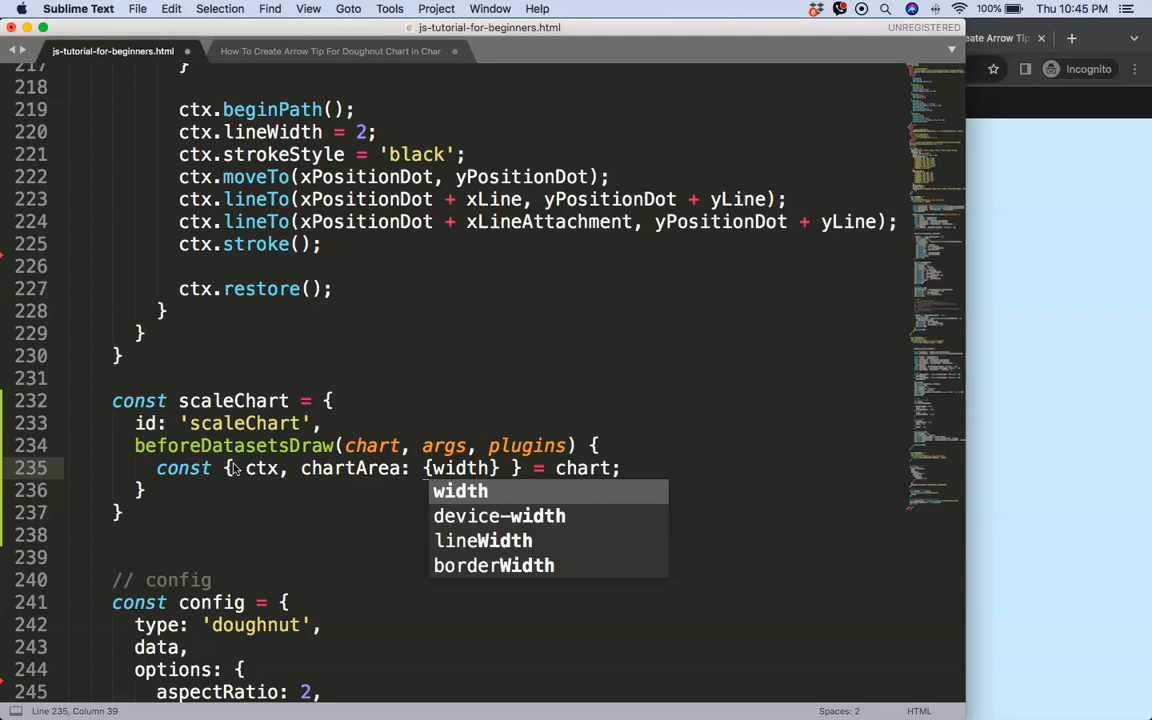 Sublime Text File Edit Selection Find View Goto Tools Project Window Help 100% Thu 10:45 PM
js-tutorial-for-beginners.html UNREGISTERED
js-tutorial-for-beginners.html How To Create Arrow Tip For Doughnut Chart in Char eate Arrow Tip
Incognito
217 }
218
219 ctx.beginPath();
220 ctx.lineWidth = 2;
221 ctx.strokeStyle = 'black';
222 ctx.moveTo(xPositionDot, yPositionDot);
223 ctx.lineTo(xPositionDot + xLine, yPositionDot + yLine);
224 ctx.lineTo(xPositionDot + xLineAttachment, yPositionDot + yLine);
225 ctx.stroke();
226
227 ctx.restore();
228 }
229 }
230 }
231
232 const scaleChart = {
233 id: 'scaleChart',
234 beforeDatasetsDraw(chart, args, plugins) {
235 const { ctx, chartArea: {width} } = chart;
236 }
width
237 }
device-width
238
lineWidth
239
borderWidth
240 // config
241 const config = {
242 type: 'doughnut',
243 data,
244 options: {
245 aspectRatio: 2,
Line 235, Column 39 Spaces: 2 HTML